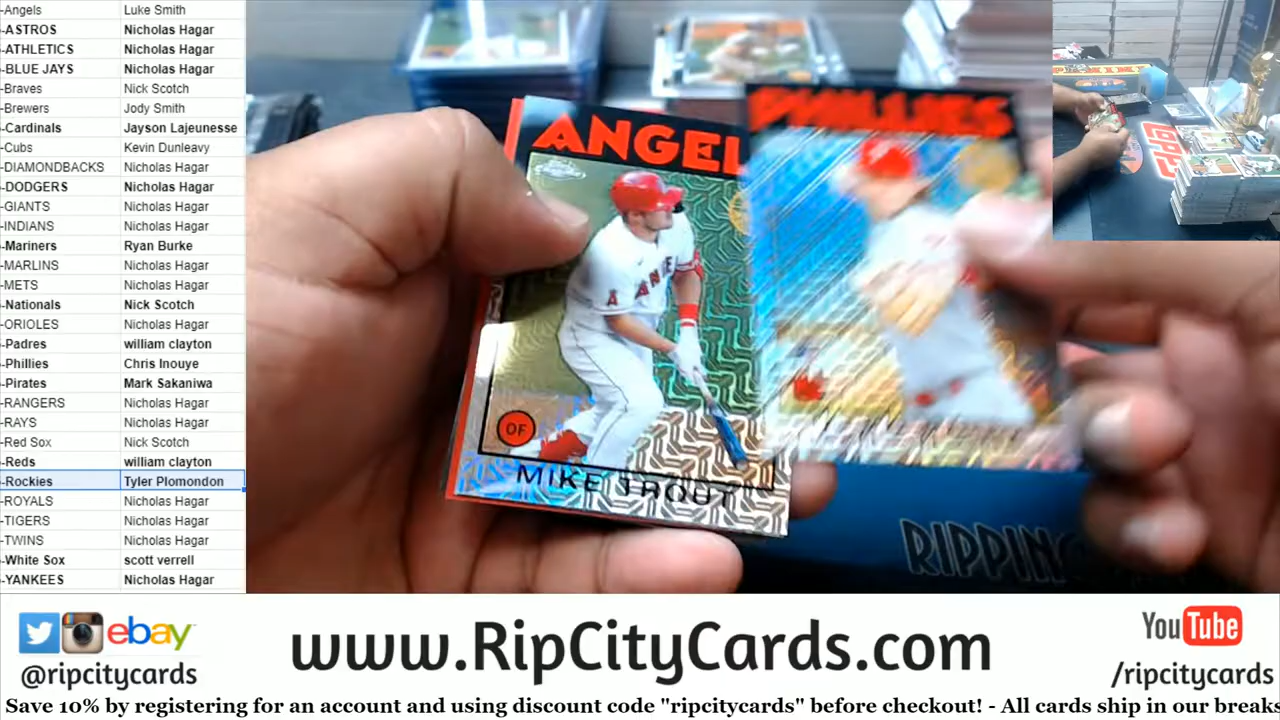 -Angels Luke Smith
-ASTROS Nicholas Hagar
-ATHLETICS Nicholas Hagar
-BLUE JAYS Nicholas Hagar
-Braves Nick Scotch
-Brewers Jody Smith
-Cardinals Jayson Lajeunesse
-Cubs Kevin Dunleavy
-DIAMONDBACKS Nicholas Hagar
-DODGERS Nicholas Hagar
-GIANTS Nicholas Hagar
-INDIANS Nicholas Hagar
-Mariners Ryan Burke
-MARLINS Nicholas Hagar
-METS Nicholas Hagar
-Nationals Nick Scotch
-ORIOLES Nicholas Hagar
-Padres william clayton
-Phillies Chris Inouye
-Pirates Mark Sakaniwa
-RANGERS Nicholas Hagar
-RAYS Nicholas Hagar
-Red Sox Nick Scotch
-Reds william clayton
-Rockies Tyler Plomondon
-ROYALS Nicholas Hagar
-TIGERS Nicholas Hagar
-TWINS Nicholas Hagar
-White Sox scott verrell
-YANKEES Nicholas Hagar
ANGEL
PHILLIES
ANGE
OF
MIKE TROUT
RIPPIN
ebay
@ripcitycards
www.RipCityCards.com
YouTube
/ripcitycards
Save 10% by registering for an account and using discount code "ripcitycards" before checkout! - All cards ship in our breaks